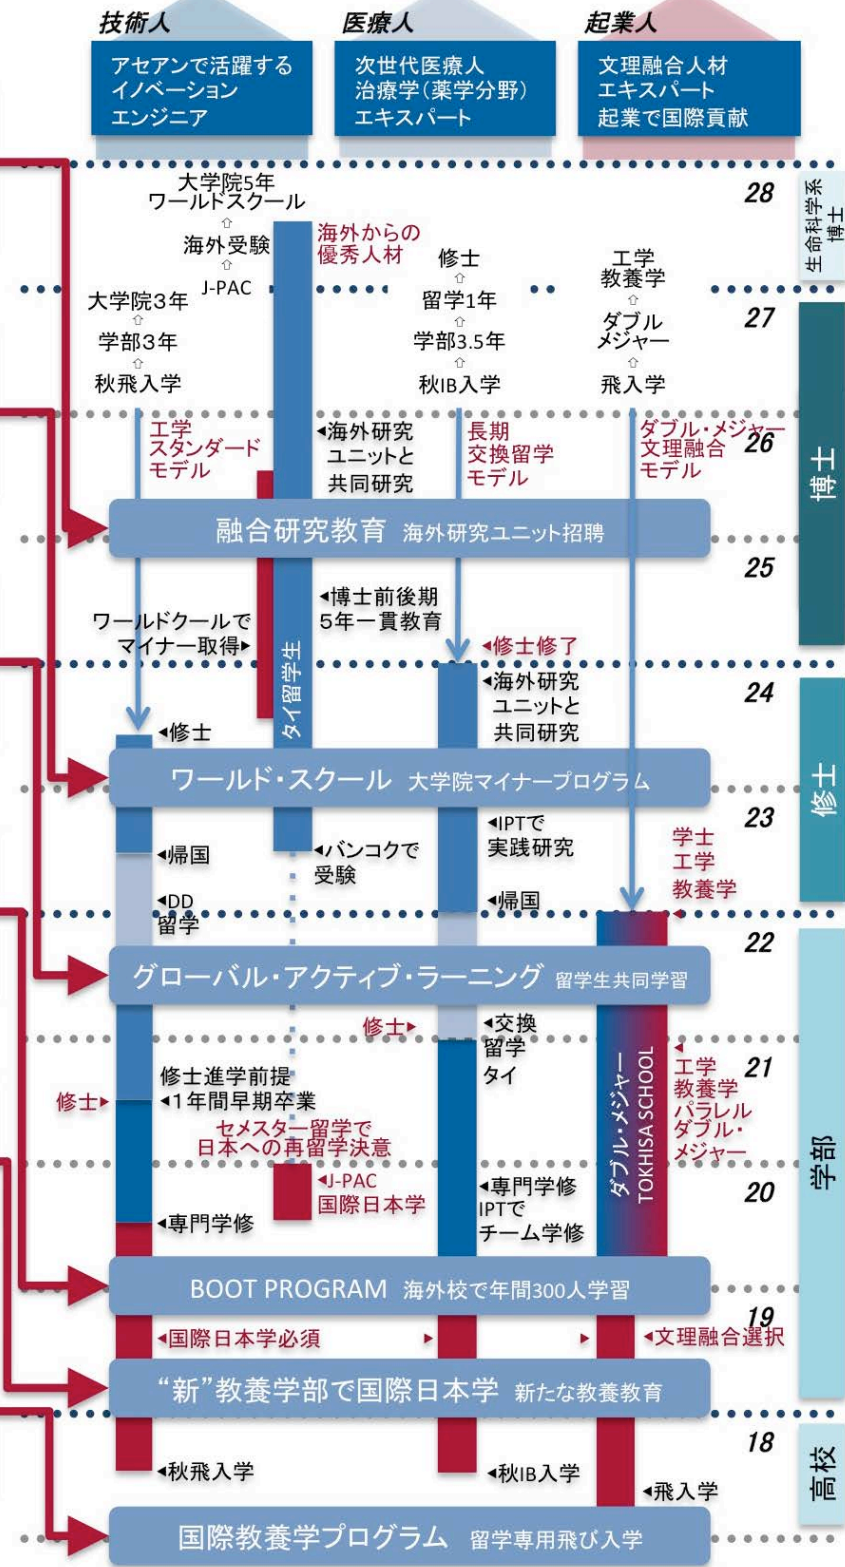 技術人
医療人
起業人
アセアンで活躍する
イノベーション
エンジニア
次世代医療人
治療学(薬学分野)
エキスパート
文理融合人材
エキスパート
起業で国際貢献
28
生命科学系
博士
大学院5年
ワールドスクール
⇧
海外受験
⇧
J-PAC
海外からの
優秀人材
大学院3年
⇧
学部3年
⇧
秋飛入学
修士
⇧
留学1年
⇧
学部3.5年
⇧
秋IB入学
工学
教養学
⇧
ダブル
メジャー
⇧
飛入学
27
博士
工学
スタンダード
モデル
◂海外研究
ユニットと
共同研究
長期
交換留学
モデル
ダブル・メジャー
文理融合
モデル
26
融合研究教育 海外研究ユニット招聘
25
ワールドクールで
マイナー取得▸
◂博士前後期
5年一貫教育
タイ留学生
◂修士修了
◂海外研究
ユニットと
共同研究
24
修士
◂修士
ワールド・スクール 大学院マイナープログラム
23
◂帰国
◂バンコクで
受験
◂IPTで
実践研究
学士
工学
教養学
◂DD
留学
◂帰国
22
グローバル・アクティブ・ラーニング 留学生共同学習
修士▸
◂交換
留学
タイ
21
ダブル・メジャー
TOKHISA SCHOOL
◂
工学
教養学
パラレル
ダブル・
メジャー
修士▸
修士進学前提
◂1年間早期卒業
セメスター留学で
日本への再留学決意
◂J-PAC
国際日本学
学部
20
◂専門学修
◂専門学修
IPTで
チーム学修
BOOT PROGRAM 海外校で年間300人学習
19
◂国際日本学必須
▸
▸
◂文理融合選択
“新”教養学部で国際日本学 新たな教養教育
18
高校
◂秋飛入学
◂秋IB入学
◂飛入学
国際教養学プログラム 留学専用飛び入学